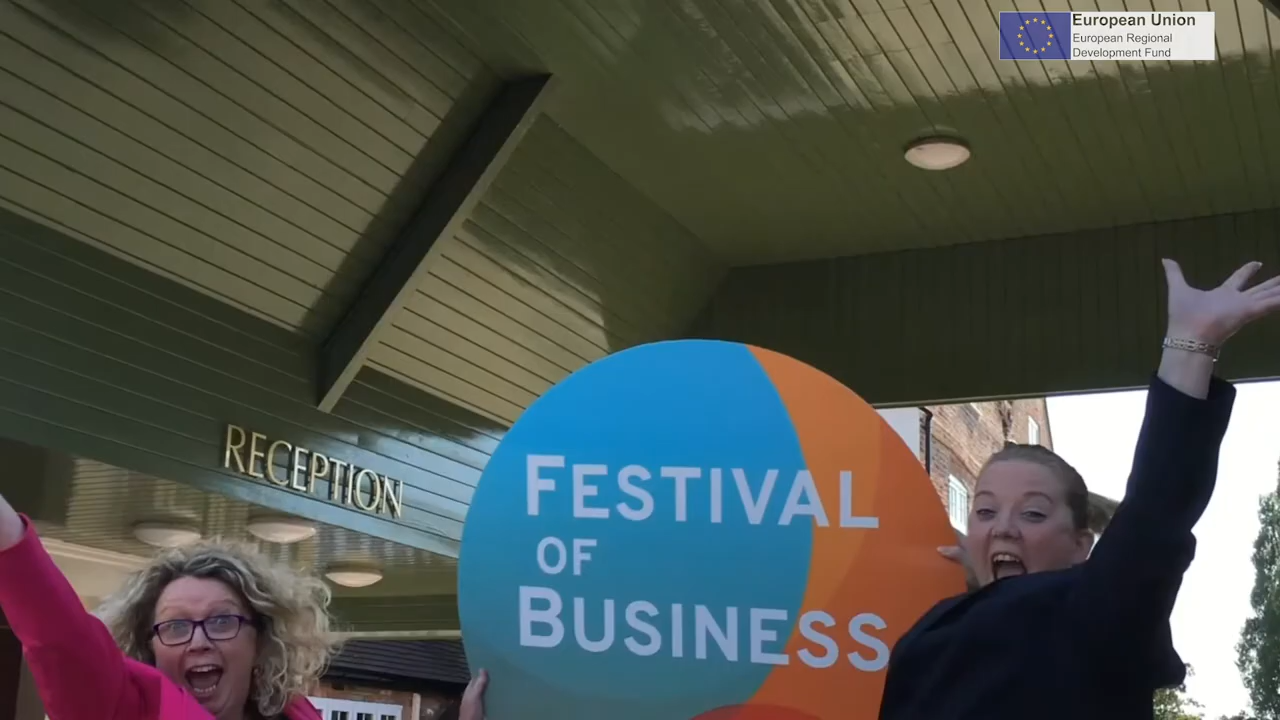 European Union
European Regional
Development Fund
RECEPTION
FESTIVAL
OF
BUSINESS